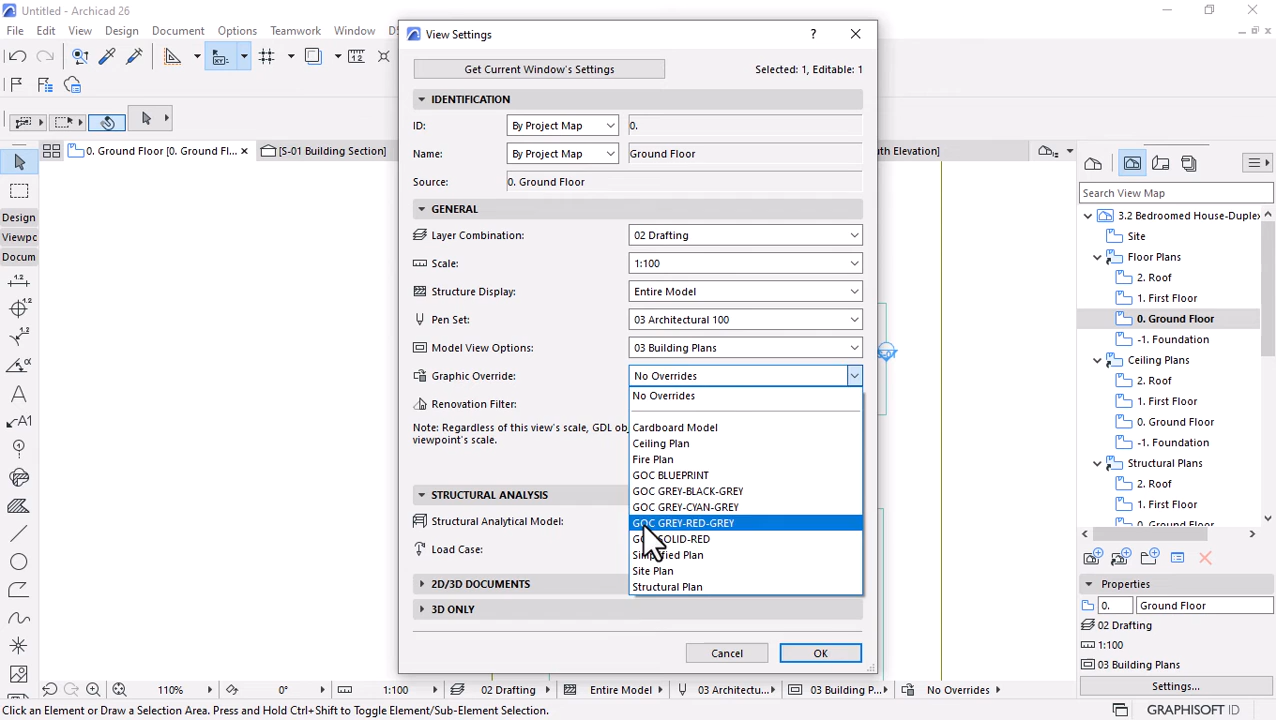 Untitled - Archicad 26
File Edit View Design Document Options Teamwork Window
View Settings
?
Get Current Window's Settings
Selected: 1, Editable: 1
IDENTIFICATION
ID: By Project Map 0.
Name: By Project Map Ground Floor
Source: 0. Ground Floor
GENERAL
Layer Combination: 02 Drafting
Scale: 1:100
Structure Display: Entire Model
Pen Set: 03 Architectural 100
Model View Options: 03 Building Plans
Graphic Override: No Overrides
Renovation Filter:
Note: Regardless of this view's scale, GDL
plymouth's scale.
No Overrides
Cardboard Model
Ceiling Plan
Fire Plan
GOC BLUEPRINT
GOC GREY-BLACK-GREY
GOC GREY-CYAN-GREY
GOC GREY-RED-GREY
SOLID-RED
Plan
Site Plan
Structural Plan
STRUCTURAL ANALYSIS
Structural Analytical Model:
Load Case:
2D/3D DOCUMENTS
3D ONLY
Cancel OK
0. Ground Floor [0. Ground Fl...
[S-01 Building Section]
Elevation]
Design
Viewpc
Docum
1.2
A
A1
Search View Map
3.2 Bedroomed House-Duplex
Site
Floor Plans
2. Roof
1. First Floor
0. Ground Floor
-1. Foundation
Ceiling Plans
2. Roof
1. First Floor
0. Ground Floor
-1. Foundation
Structural Plans
2. Roof
1. First Floor
0. Ground Floor
Properties
0. Ground Floor
02 Drafting
1:100
03 Building Plans
Settings...
110% 0° 1:100 02 Drafting Entire Model 03 Architectu... 03 Building P... No Overrides
Click an Element or Draw a Selection Area. Press and Hold Ctrl+Shift to Toggle Element/Sub-Element Selection.
GRAPHISOFT ID